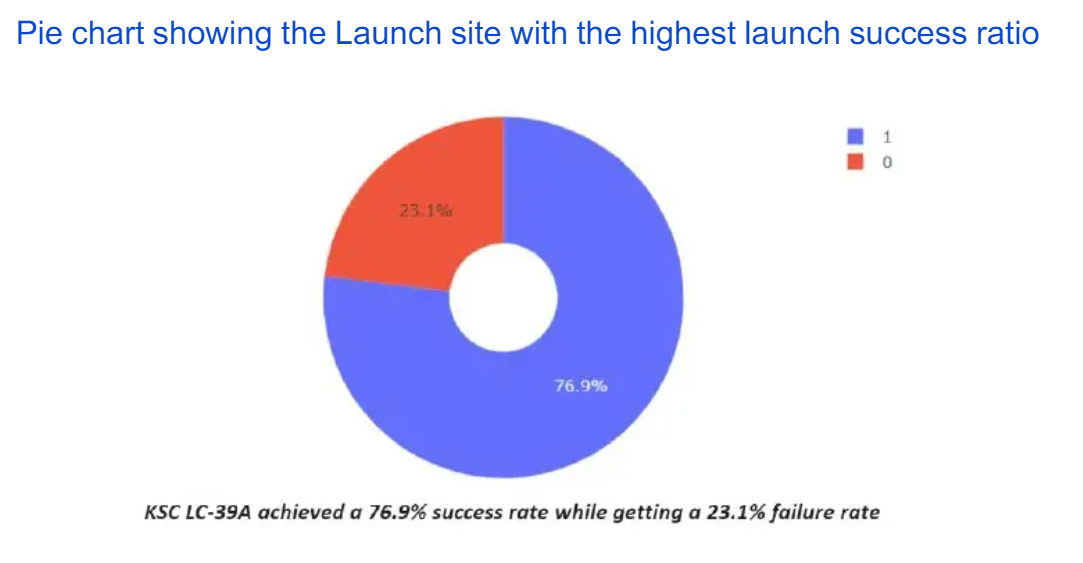 Pie chart showing the Launch site with the highest launch success ratio
1
0
23.1%
76.9%
KSC LC-39A achieved a 76.9% success rate while getting a 23.1% failure rate